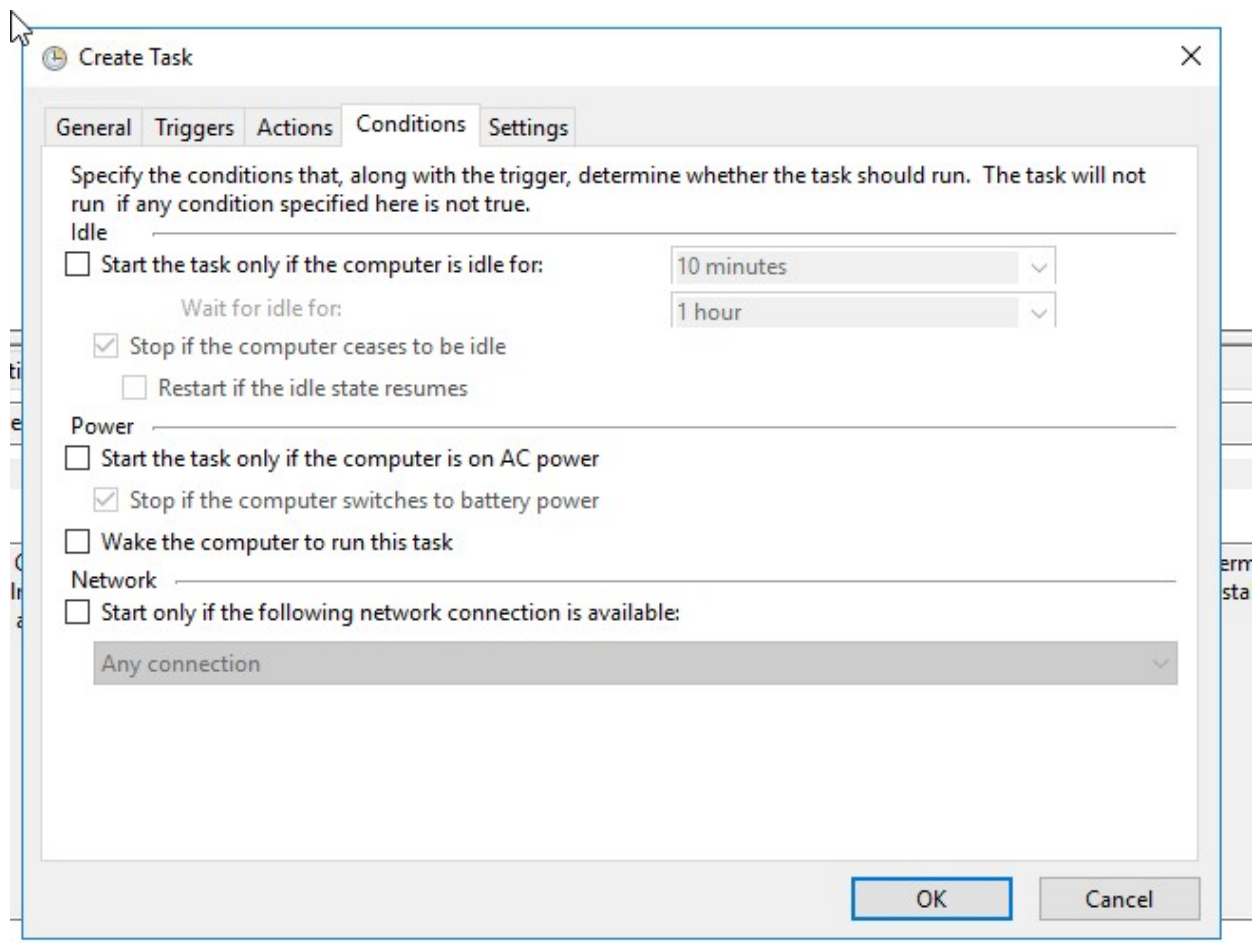 Create Task
General Triggers Actions Conditions Settings
Specify the conditions that, along with the trigger, determine whether the task should run.  The task will not
run  if any condition specified here is not true.
Idle
Start the task only if the computer is idle for: 10 minutes
Wait for idle for: 1 hour
Stop if the computer ceases to be idle
Restart if the idle state resumes
Power
Start the task only if the computer is on AC power
Stop if the computer switches to battery power
Wake the computer to run this task
Network
Start only if the following network connection is available:
Any connection
OK Cancel